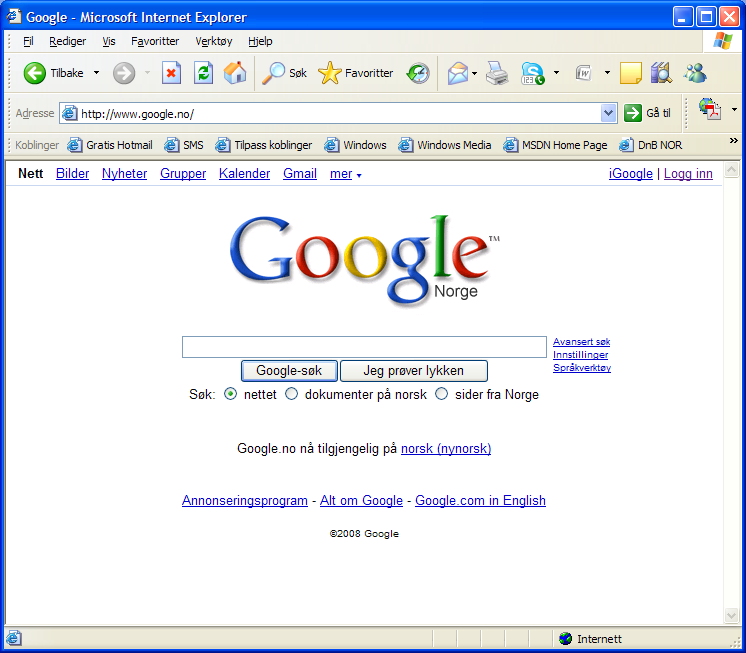 Google - Microsoft Internet Explorer
Fil Rediger Vis Favoritter Verktøy Hjelp
Tilbake Søk Favoritter
Adresse http://www.google.no/ Gå til
Koblinger Gratis Hotmail SMS Tilpass koblinger Windows Windows Media MSDN Home Page DnB NOR »
Nett Bilder Nyheter Grupper Kalender Gmail mer iGoogle | Logg inn
Google™
Norge
Avansert søk
Innstillinger
Språkverktøy
Google-søk Jeg prøver lykken
Søk: nettet dokumenter på norsk sider fra Norge
Google.no nå tilgjengelig på norsk (nynorsk)
Annonseringsprogram - Alt om Google - Google.com in English
©2008 Google
Internett